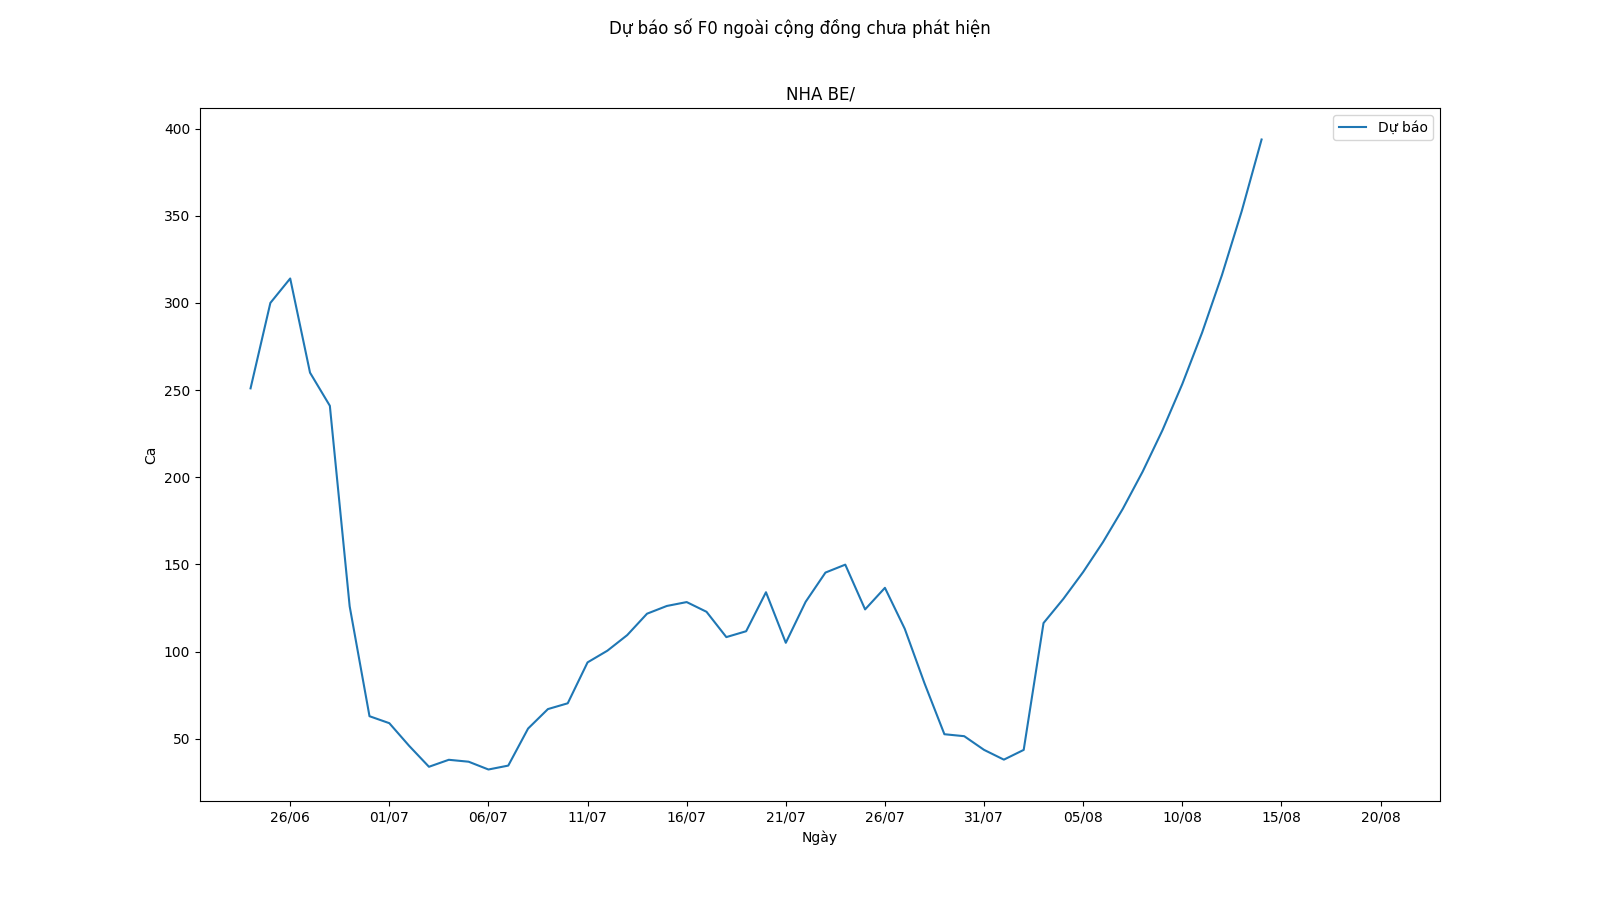 Dự báo số F0 ngoài cộng đồng chưa phát hiện
NHA BE/
Dự báo
400
350
300
250
200
150
100
50
Ca
26/06 01/07 06/07 11/07 16/07 21/07 26/07 31/07 05/08 10/08 15/08 20/08
Ngày